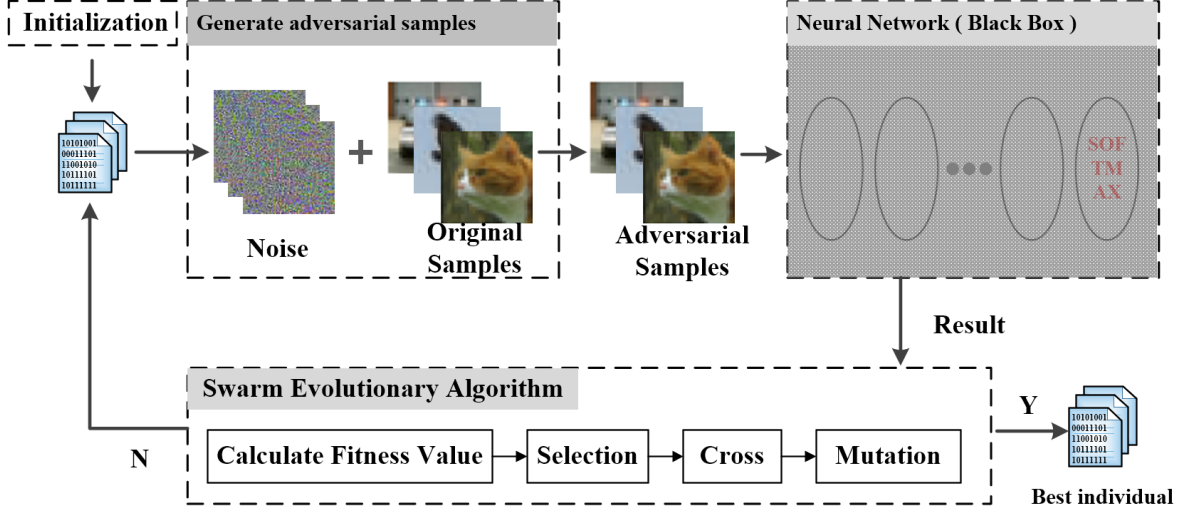 Initialization
Generate adversarial samples
Neural Network ( Black Box )
10101001
00011101
11001010
10111101
10111111
+
SOF
TM
AX
Noise
Original
Samples
Adversarial
Samples
Result
Swarm Evolutionary Algorithm
Y
N
Calculate Fitness Value
Selection
Cross
Mutation
10101001
00011101
11001010
10111101
10111111
Best individual